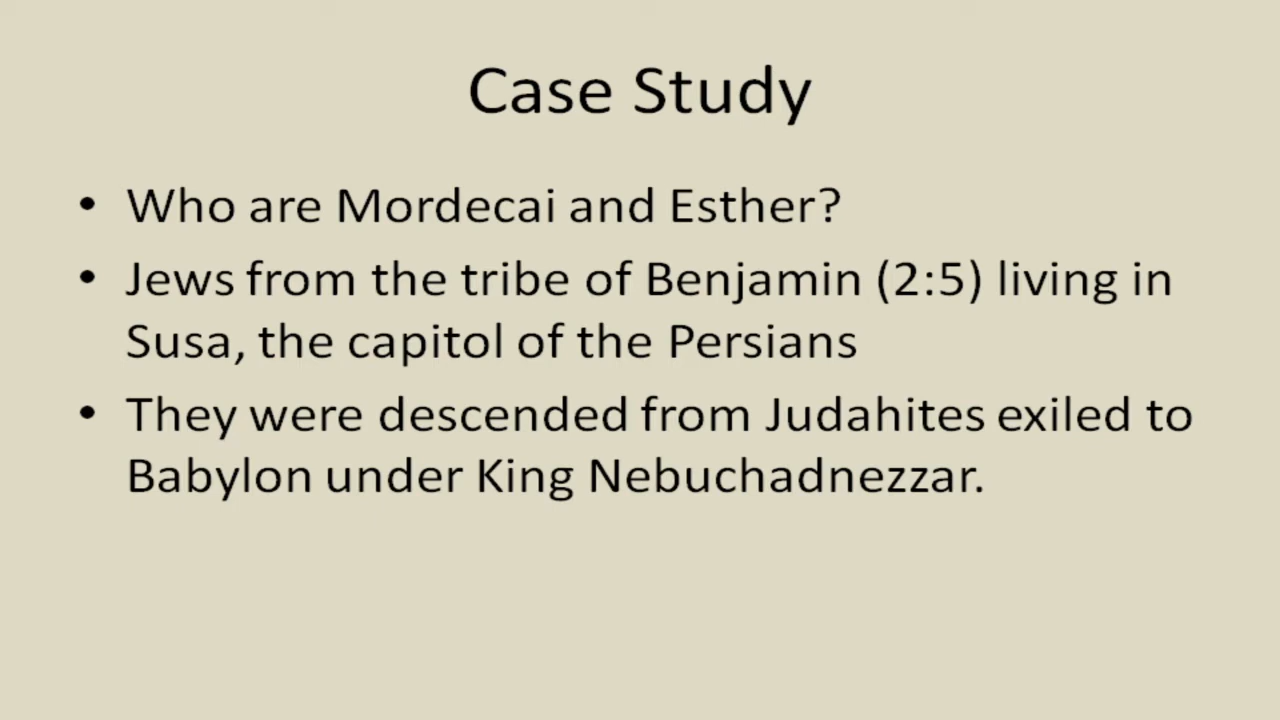 Case Study
• Who are Mordecai and Esther?
• Jews from the tribe of Benjamin (2:5) living in
Susa, the capitol of the Persians
• They were descended from Judahites exiled to
Babylon under King Nebuchadnezzar.